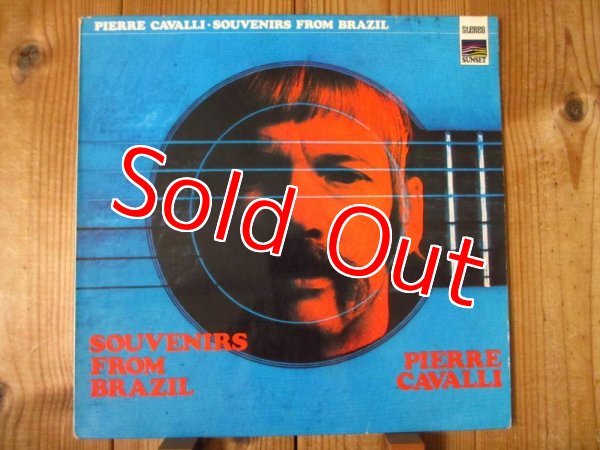 PIERRE CAVALLI · SOUVENIRS FROM BRAZIL
STEREO
SUNSET
Sold Out
SOUVENIRS
FROM
BRAZIL
PIERRE
CAVALLI